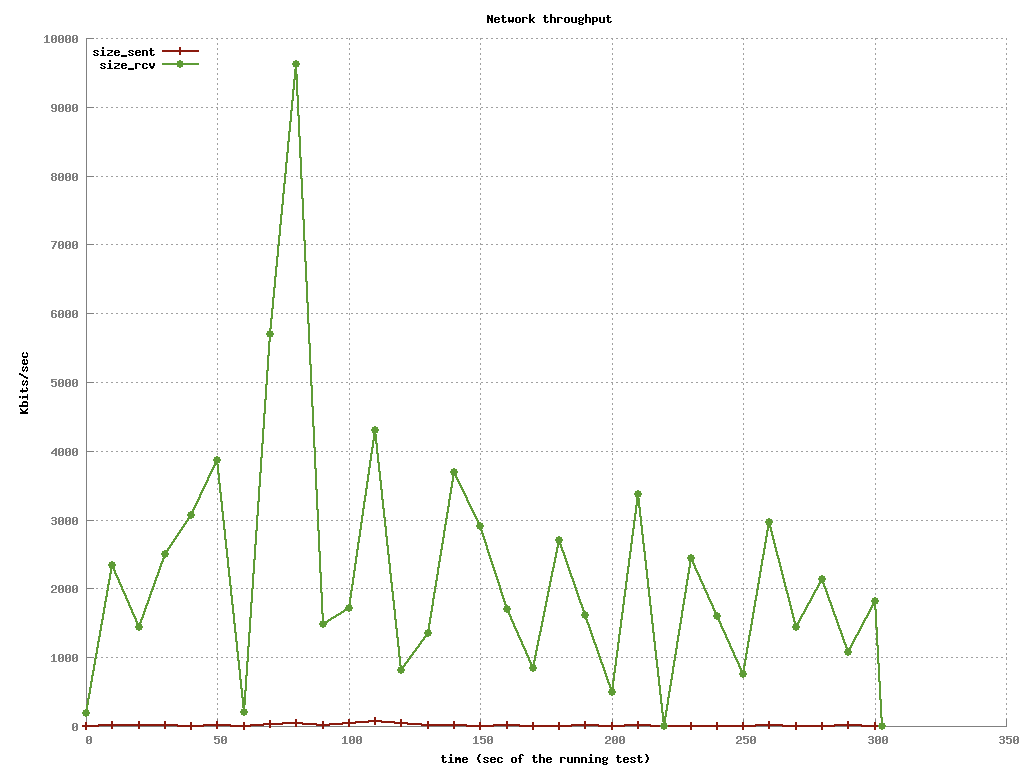 Network throughput
size_sent
size_rcv
10000
9000
8000
7000
6000
5000
4000
3000
2000
1000
0
Kbits/sec
0 50 100 150 200 250 300 350
time (sec of the running test)